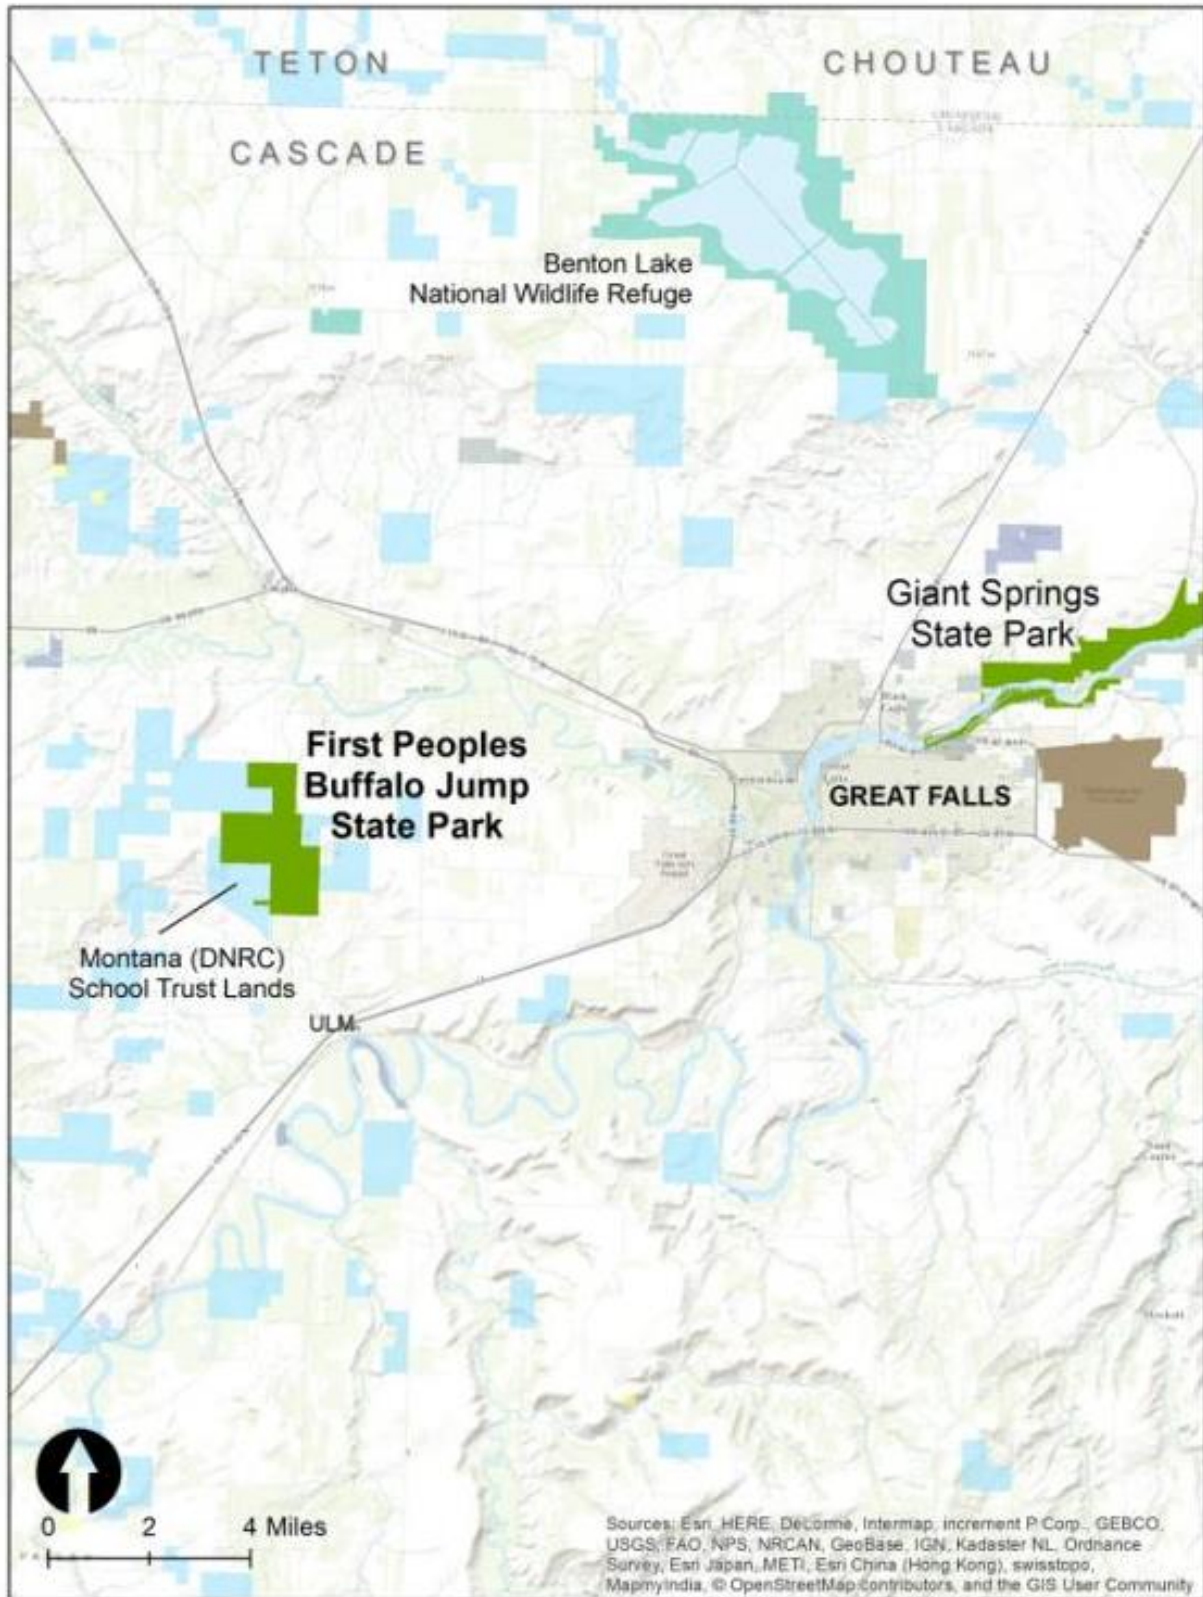 TETON
CHOUTEAU
CASCADE
Benton Lake
National Wildlife Refuge
Giant Springs
State Park
First Peoples
Buffalo Jump
State Park
GREAT FALLS
Montana (DNRC)
School Trust Lands
ULM
0 2 4 Miles
Sources: Esri, HERE, DeLorme, Intermap, increment P Corp., GEBCO,
USGS, FAO, NPS, NRCAN, GeoBase, IGN, Kadaster NL, Ordnance
Survey, Esri Japan, METI, Esri China (Hong Kong), swisstopo,
MapmyIndia, © OpenStreetMap contributors, and the GIS User Community